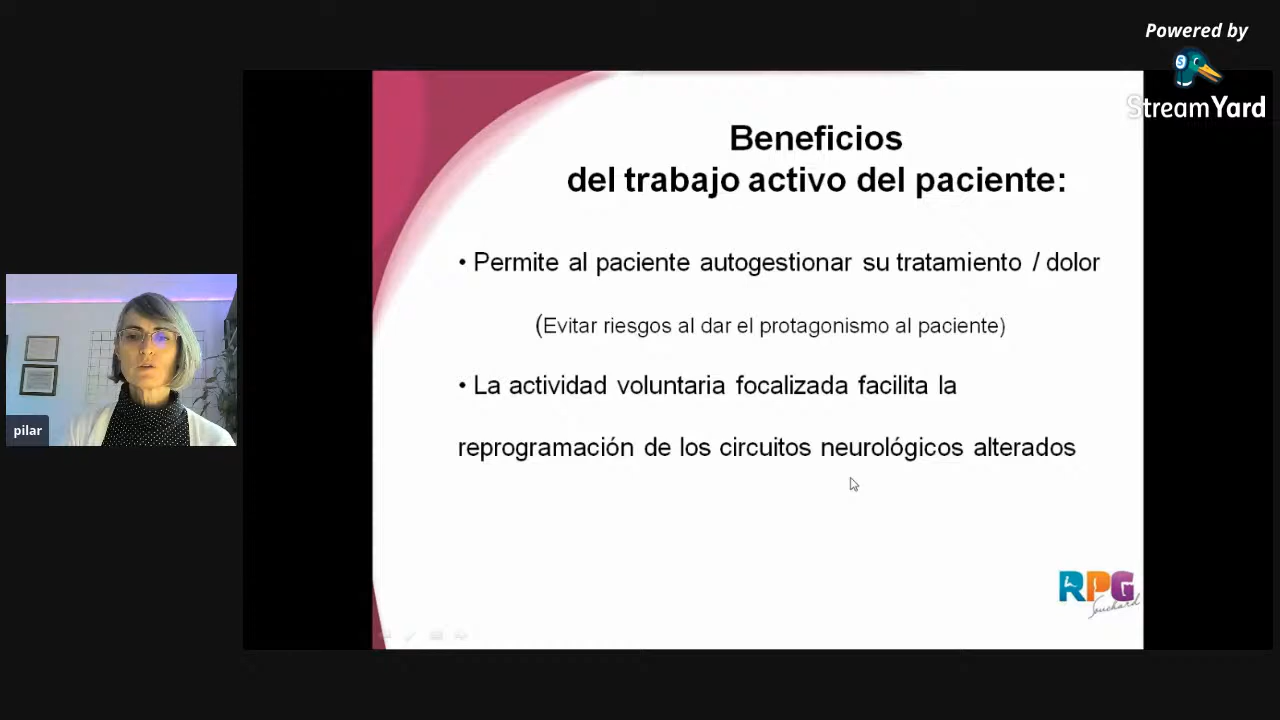 Powered by
StreamYard
Beneficios
del trabajo activo del paciente:
• Permite al paciente autogestionar su tratamiento / dolor
(Evitar riesgos al dar el protagonismo al paciente)
• La actividad voluntaria focalizada facilita la
reprogramación de los circuitos neurológicos alterados
pilar
RPG
Souchard